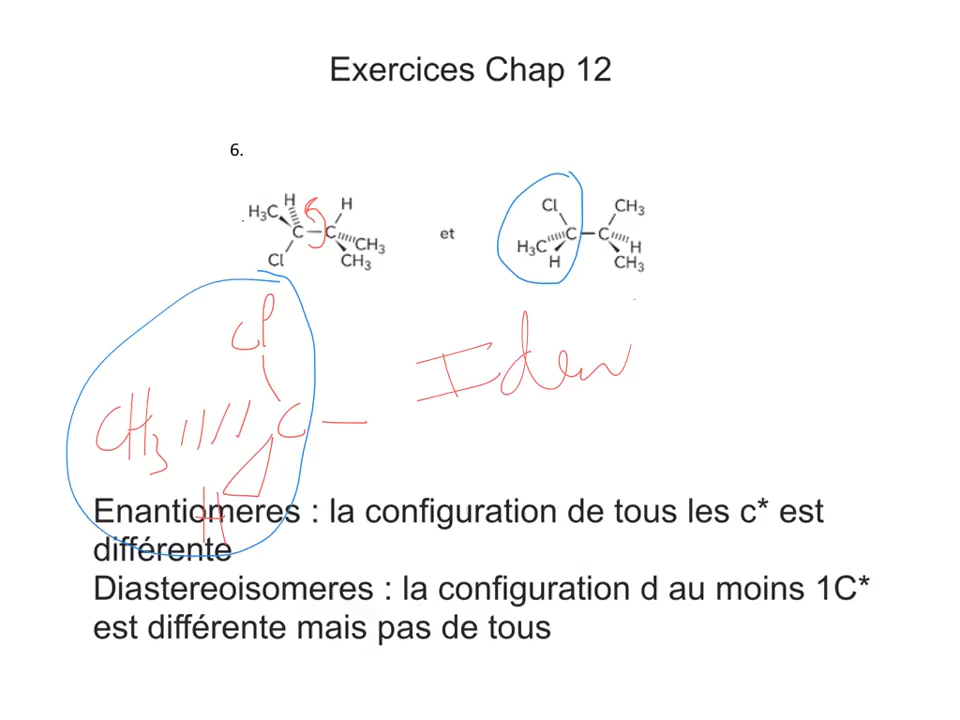 Exercices Chap 12
6.
H₃C H H
C — C CH₃
Cl CH₃
et
Cl CH₃
H₃C C — C H
H CH₃
Cl
CH₃ C —
H
Iden
Enantiomeres : la configuration de tous les c* est
différente
Diastereoisomeres : la configuration d au moins 1C*
est différente mais pas de tous